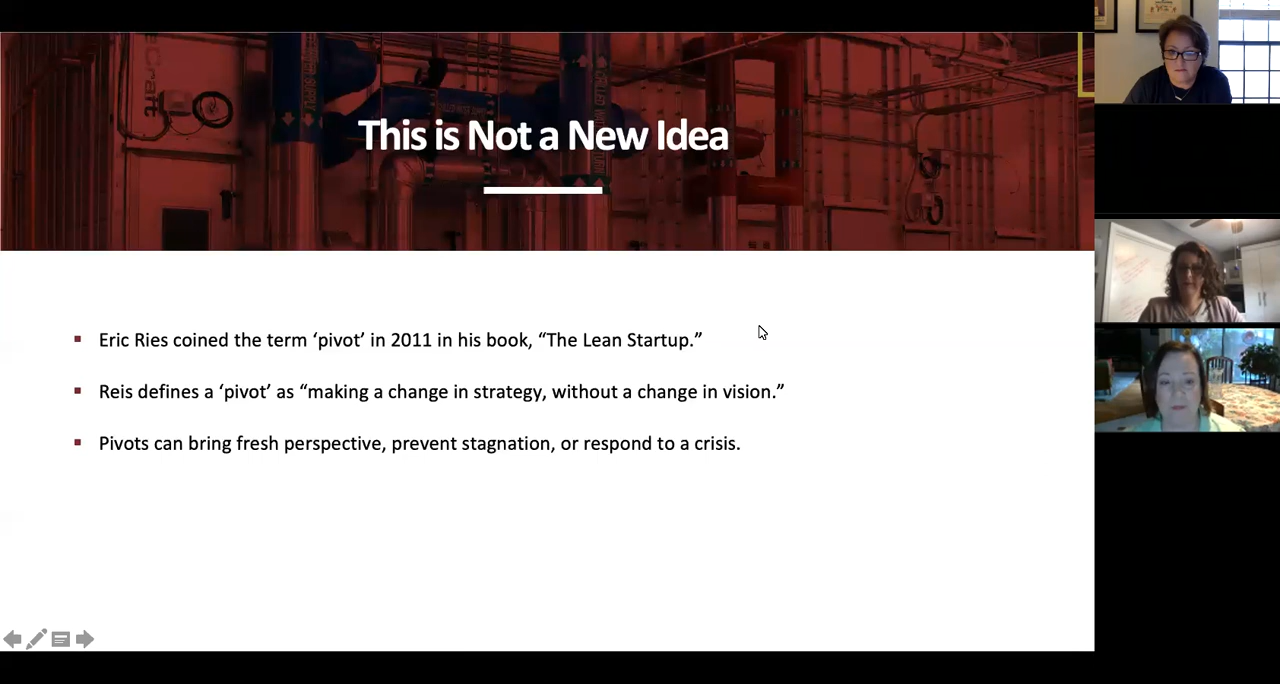 This is Not a New Idea
Eric Ries coined the term ‘pivot’ in 2011 in his book, “The Lean Startup.”
Reis defines a ‘pivot’ as “making a change in strategy, without a change in vision.”
Pivots can bring fresh perspective, prevent stagnation, or respond to a crisis.